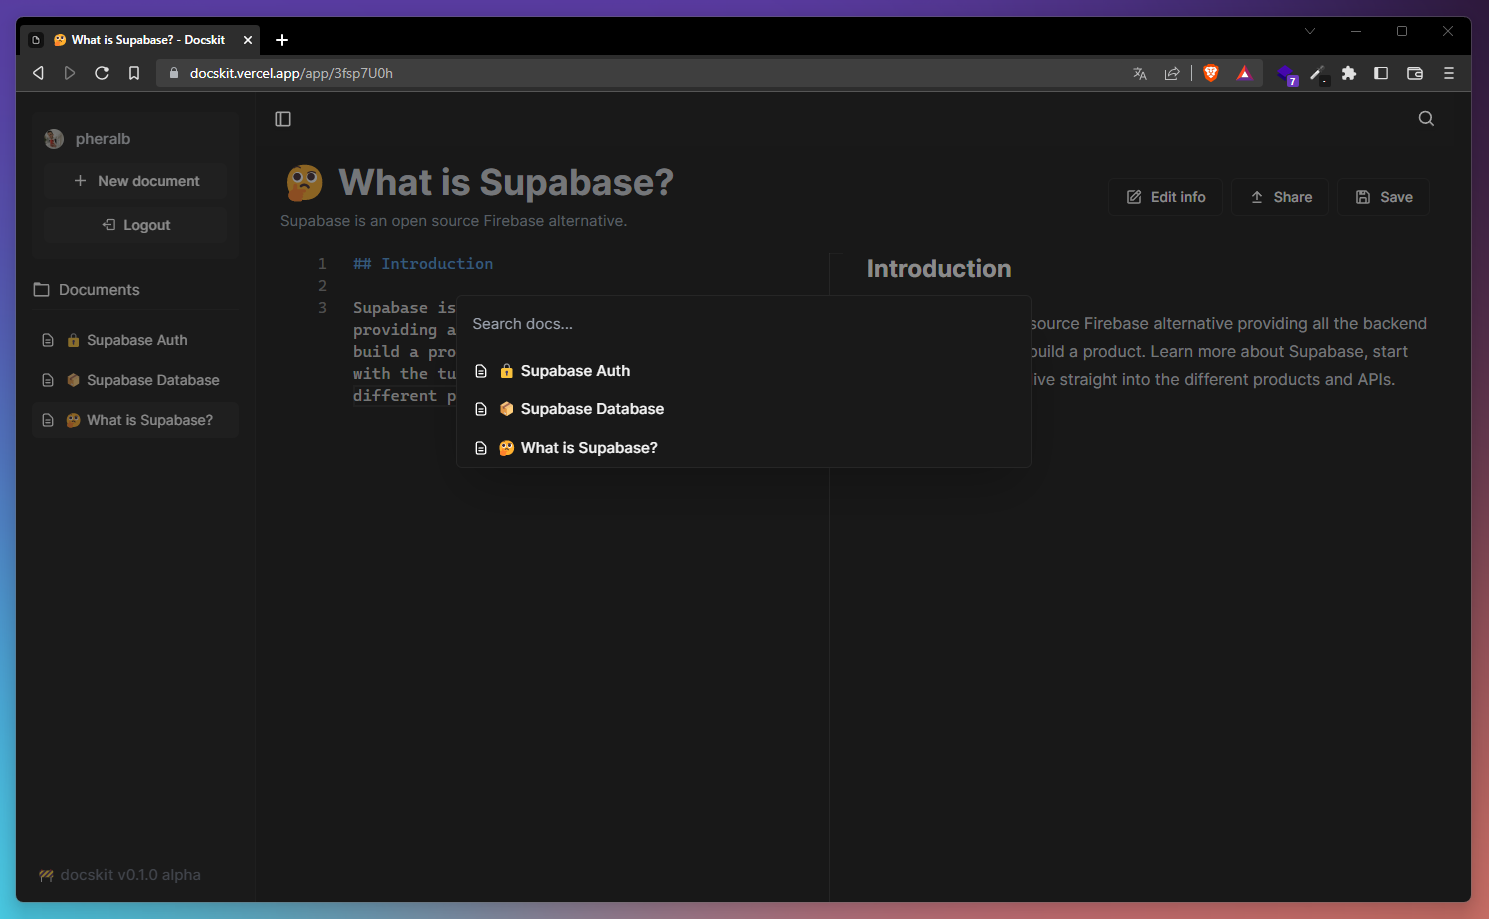 🤔 What is Supabase? - Docskit
docskit.vercel.app/app/3fsp7U0h
7
pheralb
New document
Logout
Documents
🔒 Supabase Auth
📦 Supabase Database
🤔 What is Supabase?
🚧 docskit v0.1.0 alpha
🤔 What is Supabase?
Supabase is an open source Firebase alternative.
Edit info
Share
Save
1 ## Introduction
2
3 Supabase is
providing a
build a pro
with the tu
different p
Search docs...
🔒 Supabase Auth
📦 Supabase Database
🤔 What is Supabase?
Introduction
source Firebase alternative providing all the backend
build a product. Learn more about Supabase, start
ive straight into the different products and APIs.